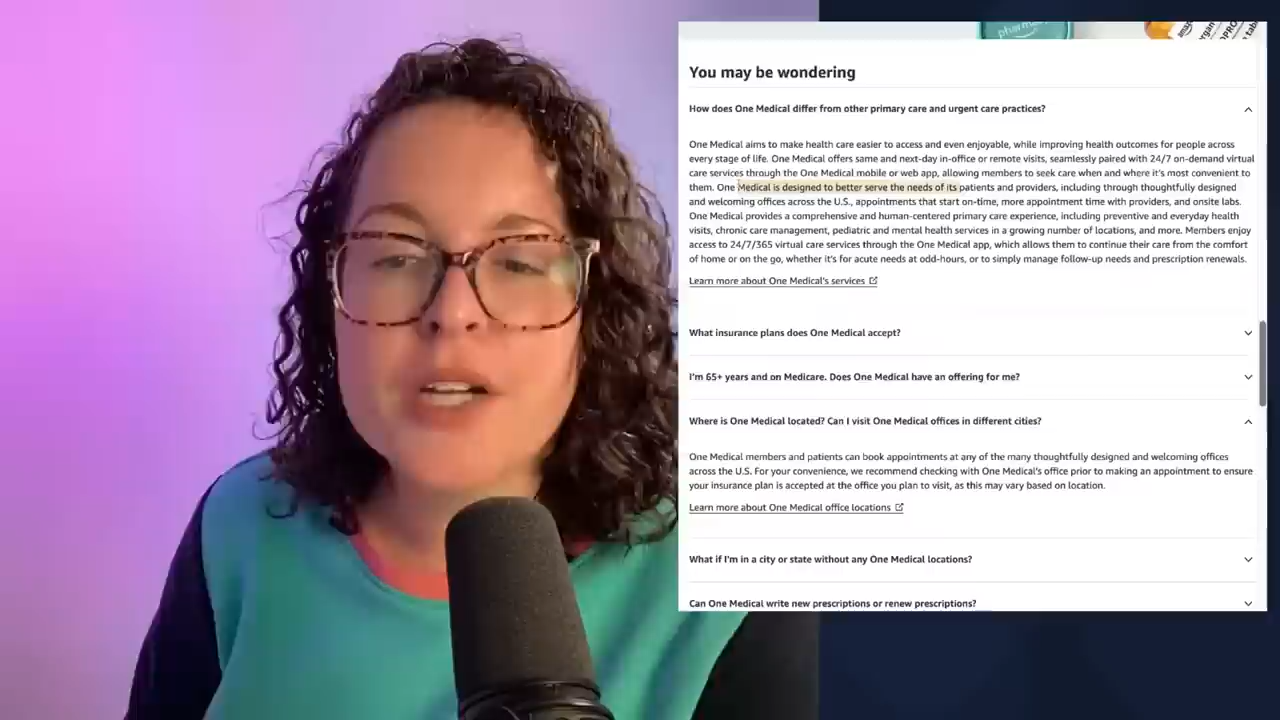 pharmacy
You may be wondering
How does One Medical differ from other primary care and urgent care practices?
One Medical aims to make health care easier to access and even enjoyable, while improving health outcomes for people across
every stage of life. One Medical offers same and next-day in-office or remote visits, seamlessly paired with 24/7 on-demand virtual
care services through the One Medical mobile or web app, allowing members to seek care when and where it's most convenient to
them. One Medical is designed to better serve the needs of its patients and providers, including through thoughtfully designed
and welcoming offices across the U.S., appointments that start on-time, more appointment time with providers, and onsite labs.
One Medical provides a comprehensive and human-centered primary care experience, including preventive and everyday health
visits, chronic care management, pediatric and mental health services in a growing number of locations, and more. Members enjoy
access to 24/7/365 virtual care services through the One Medical app, which allows them to continue their care from the comfort
of home or on the go, whether it's for acute needs at odd-hours, or to simply manage follow-up needs and prescription renewals.
Learn more about One Medical's services
What insurance plans does One Medical accept?
I'm 65+ years and on Medicare. Does One Medical have an offering for me?
Where is One Medical located? Can I visit One Medical offices in different cities?
One Medical members and patients can book appointments at any of the many thoughtfully designed and welcoming offices
across the U.S. For your convenience, we recommend checking with One Medical's office prior to making an appointment to ensure
your insurance plan is accepted at the office you plan to visit, as this may vary based on location.
Learn more about One Medical office locations
What if I'm in a city or state without any One Medical locations?
Can One Medical write new prescriptions or renew prescriptions?